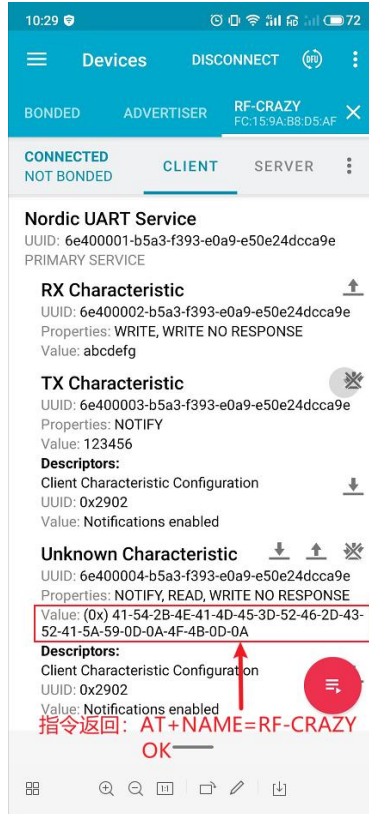 10:29
72
Devices
DISCONNECT
DFU
BONDED
ADVERTISER
RF-CRAZY
FC:15:9A:B8:D5:AF
CONNECTED
NOT BONDED
CLIENT
SERVER
Nordic UART Service
UUID: 6e400001-b5a3-f393-e0a9-e50e24dcca9e
PRIMARY SERVICE
RX Characteristic
UUID: 6e400002-b5a3-f393-e0a9-e50e24dcca9e
Properties: WRITE, WRITE NO RESPONSE
Value: abcdefg
TX Characteristic
UUID: 6e400003-b5a3-f393-e0a9-e50e24dcca9e
Properties: NOTIFY
Value: 123456
Descriptors:
Client Characteristic Configuration
UUID: 0x2902
Value: Notifications enabled
Unknown Characteristic
UUID: 6e400004-b5a3-f393-e0a9-e50e24dcca9e
Properties: NOTIFY, READ, WRITE NO RESPONSE
Value: (0x) 41-54-2B-4E-41-4D-45-3D-52-46-2D-43-
52-41-5A-59-0D-0A-4F-4B-0D-0A
Descriptors:
Client Characteristic Configuration
UUID: 0x2902
Value: Notifications enabled
指令返回：AT+NAME=RF-CRAZY
OK
1:1